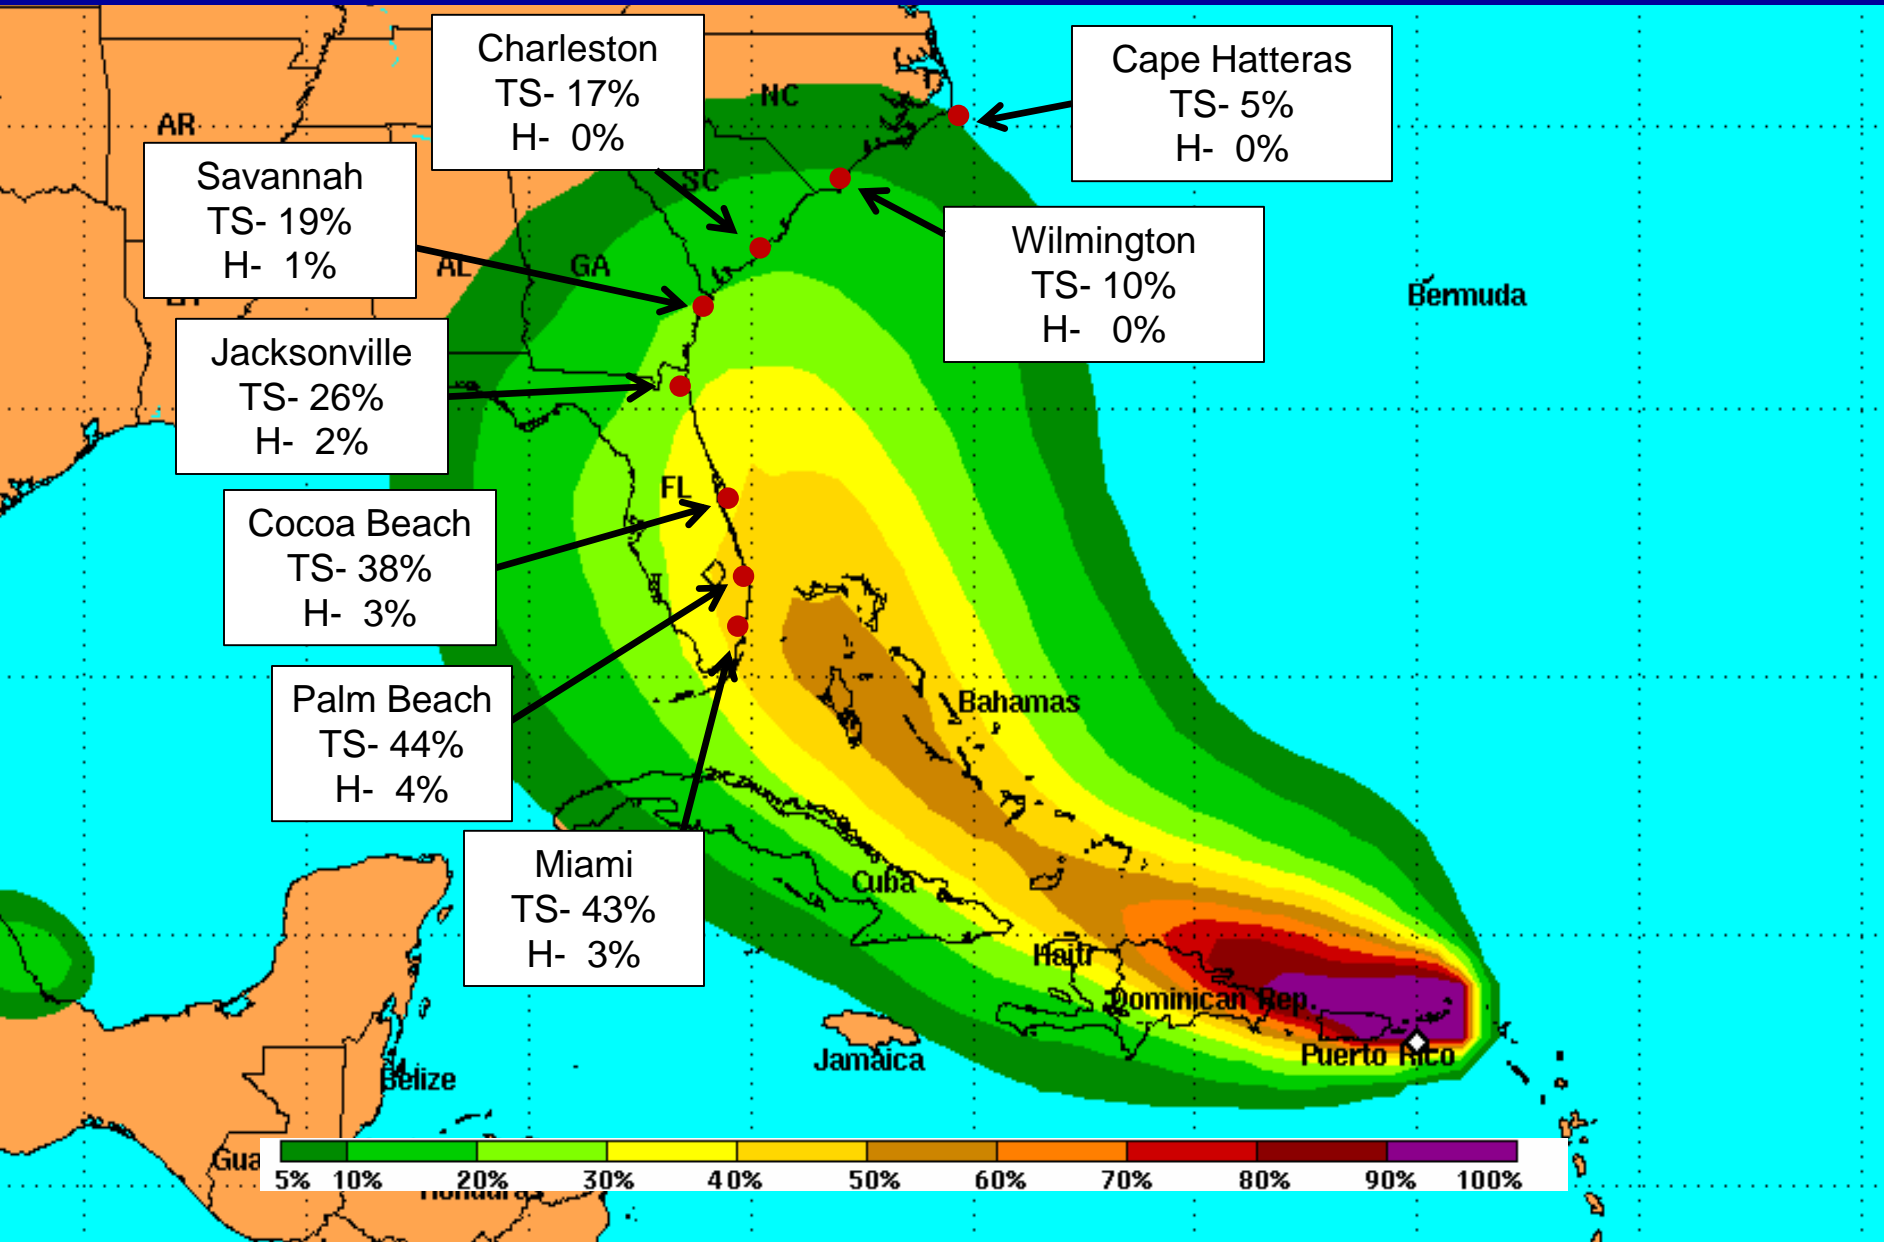 Charleston
TS- 17%
H- 0%
Cape Hatteras
TS- 5%
H- 0%
NC
AR
Savannah
TS- 19%
H- 1%
SC
Wilmington
TS- 10%
H- 0%
AL
GA
Bermuda
Jacksonville
TS- 26%
H- 2%
FL
Cocoa Beach
TS- 38%
H- 3%
Palm Beach
TS- 44%
H- 4%
Bahamas
Miami
TS- 43%
H- 3%
Cuba
Haiti
Dominican Rep.
Puerto Rico
Jamaica
Belize
Gua
Honduras
5% 10% 20% 30% 40% 50% 60% 70% 80% 90% 100%